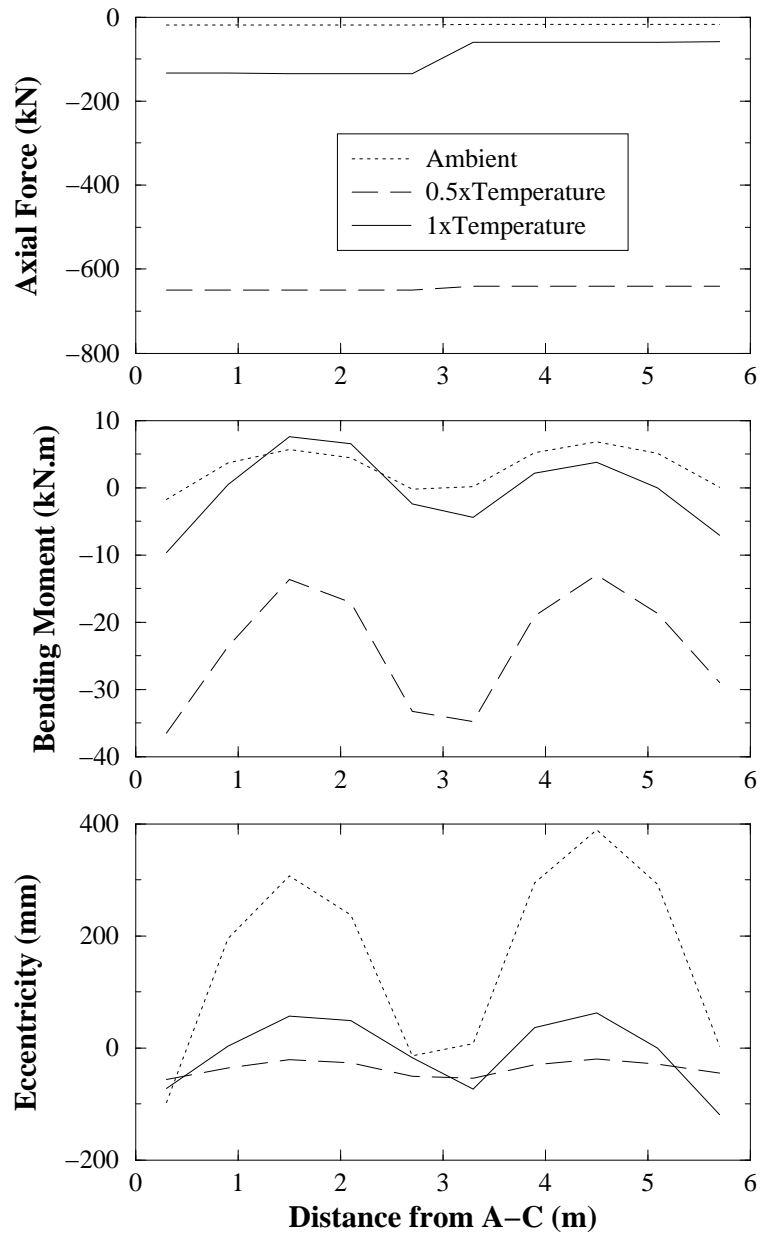 0
−200
−400
−600
−800
Axial Force (kN)
Ambient
0.5xTemperature
1xTemperature
0 1 2 3 4 5 6
10
0
−10
−20
−30
−40
Bending Moment (kN.m)
0 1 2 3 4 5 6
400
200
0
−200
Eccentricity (mm)
0 1 2 3 4 5 6
Distance from A−C (m)